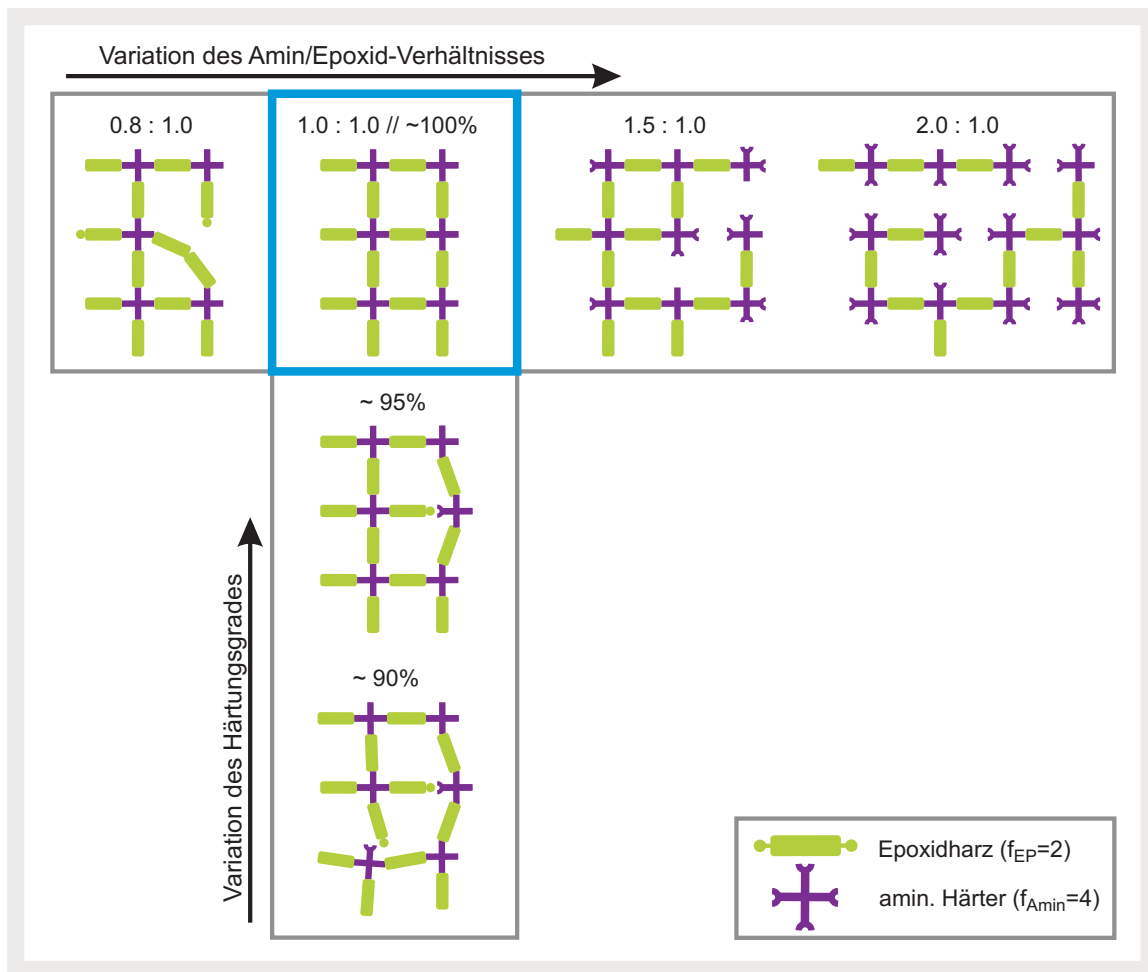 Variation des Amin/Epoxid-Verhältnisses
0.8 : 1.0
1.0 : 1.0 // ~100%
1.5 : 1.0
2.0 : 1.0
~ 95%
~ 90%
Variation des Härtungsgrades
Epoxidharz (fEP=2)
amin. Härter (fAmin=4)